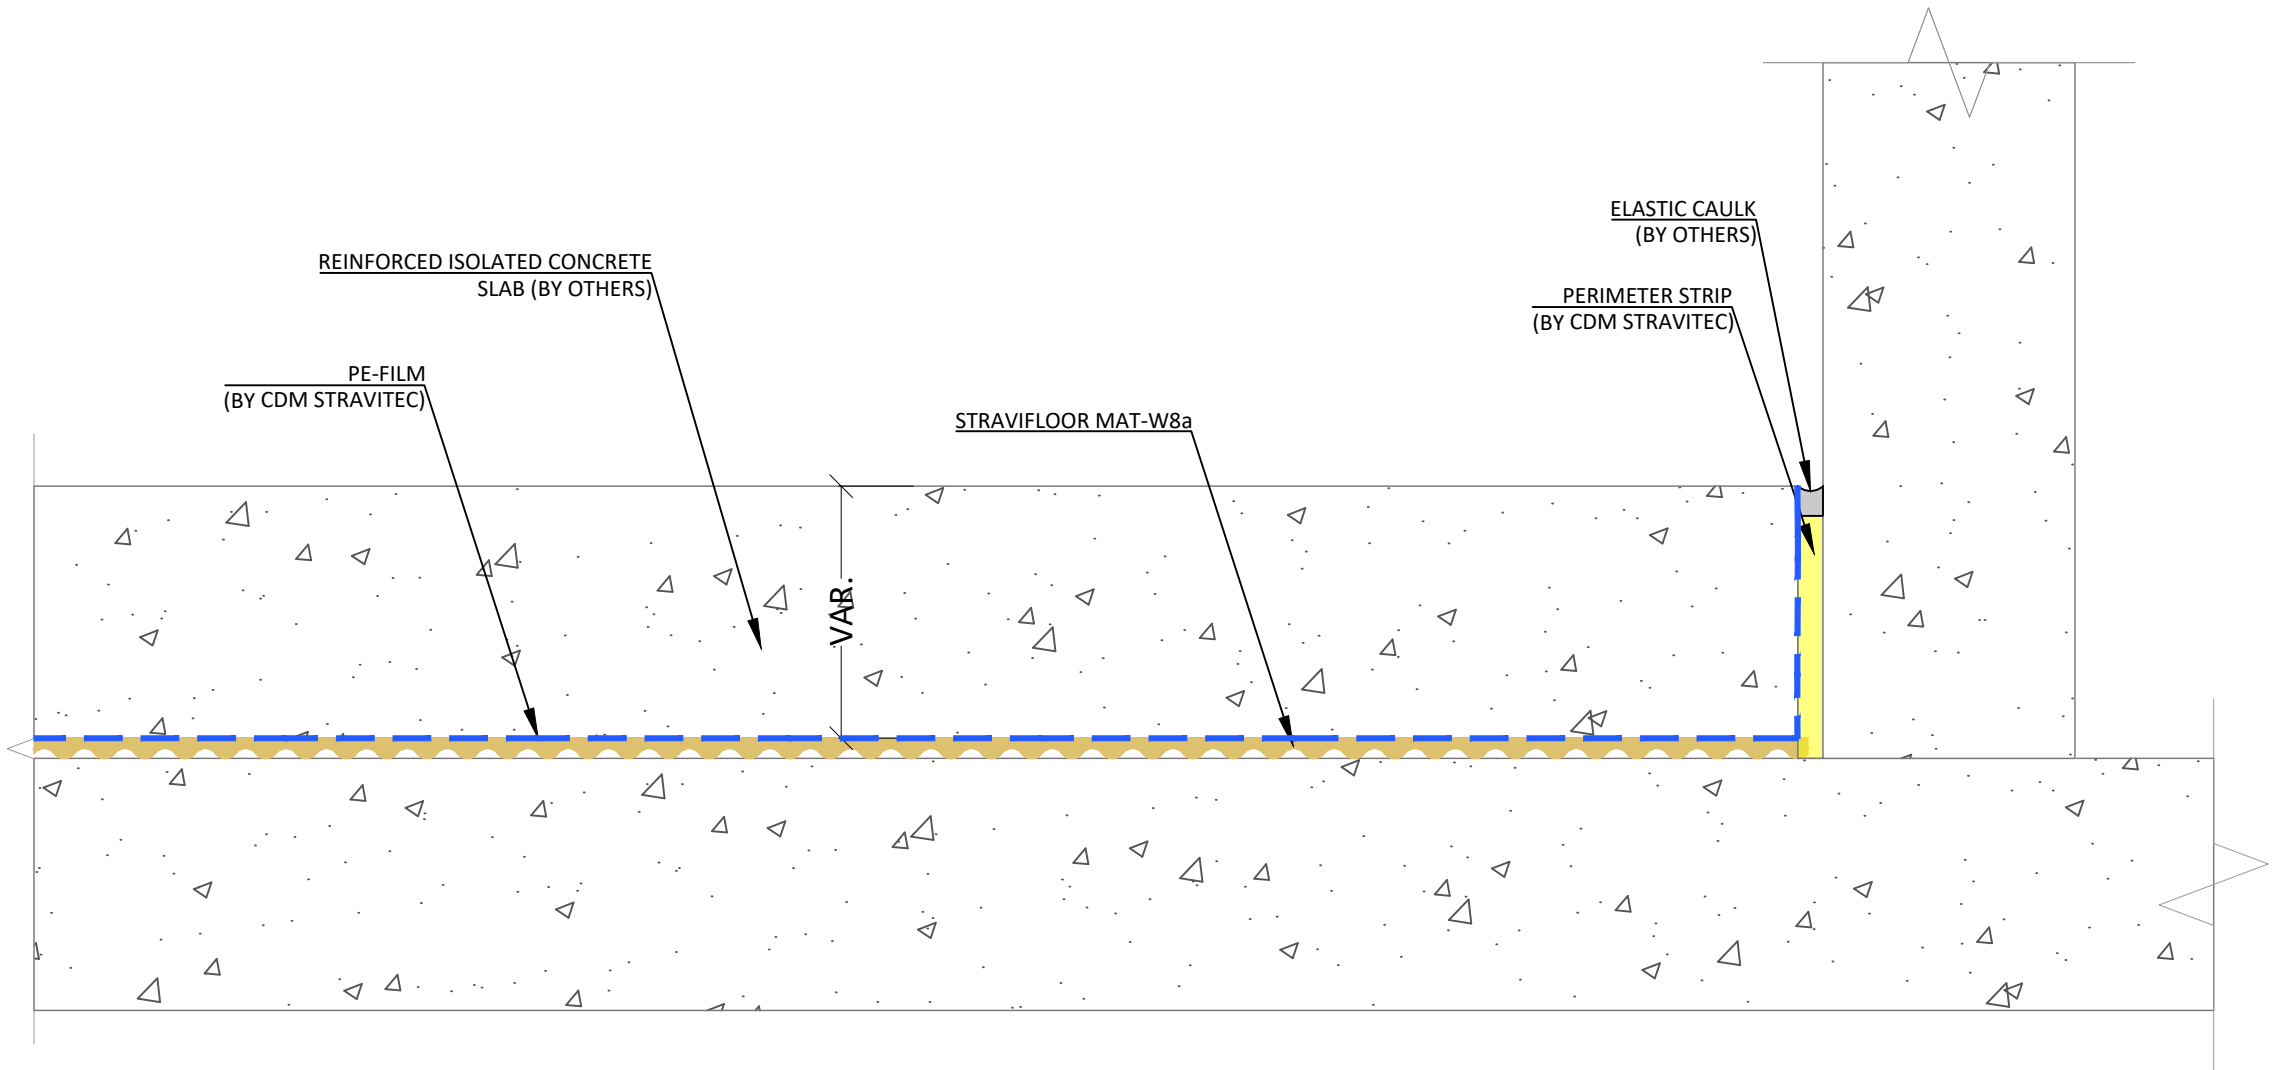 ELASTIC CAULK
(BY OTHERS)
REINFORCED ISOLATED CONCRETE
SLAB (BY OTHERS)
PERIMETER STRIP
(BY CDM STRAVITEC)
PE-FILM
(BY CDM STRAVITEC)
STRAVIFLOOR MAT-W8a
VAR.